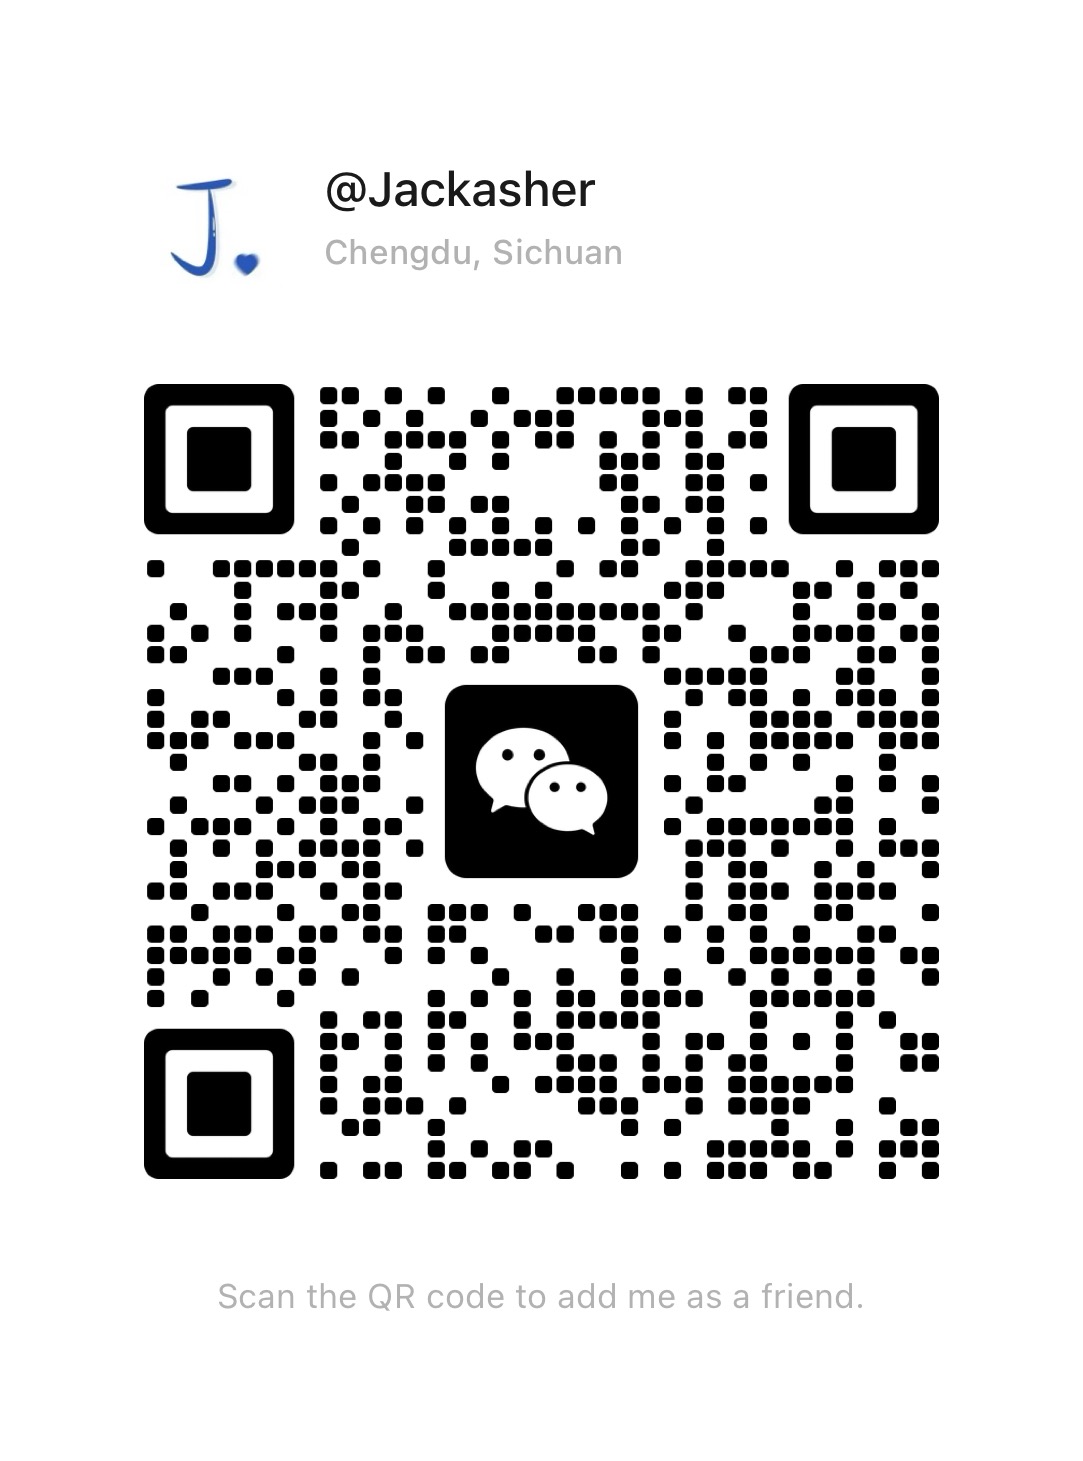 J.
@Jackasher
Chengdu, Sichuan
Scan the QR code to add me as a friend.